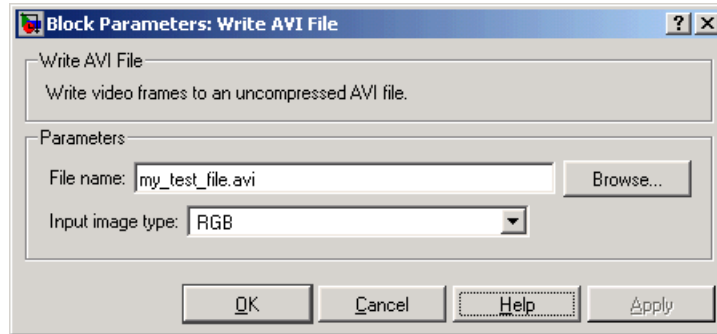 Block Parameters: Write AVI File
Write AVI File
Write video frames to an uncompressed AVI file.
Parameters
File name: my_test_file.avi Browse...
Input image type: RGB
OK Cancel Help Apply